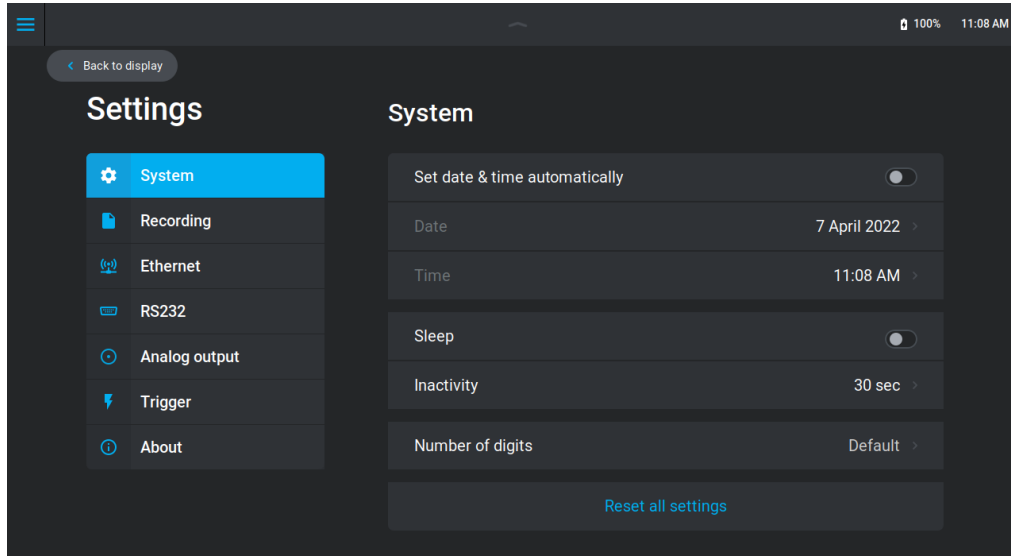 100% 11:08 AM
Back to display
Settings
System
Recording
Ethernet
RS232
Analog output
Trigger
About
System
Set date & time automatically
Date 7 April 2022
Time 11:08 AM
Sleep
Inactivity 30 sec
Number of digits Default
Reset all settings